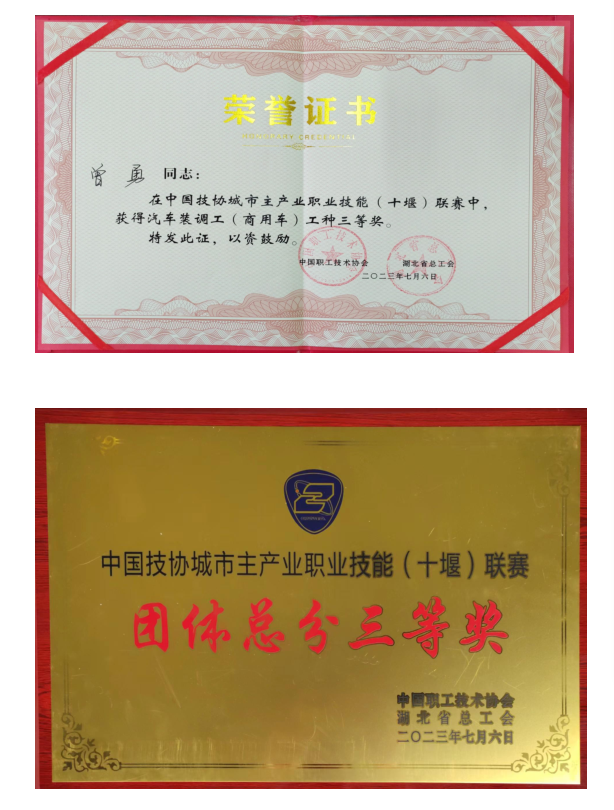 荣誉证书
曾勇 同志：
在中国技协城市主产业职业技能（十堰）联赛中，
获得汽车装调工（商用车）工种三等奖。
特发此证，以资鼓励。
中国职工技术协会 湖北省总工会
二〇二三年七月六日
中国技协城市主产业职业技能（十堰）联赛
团体总分三等奖
中国职工技术协会
湖北省总工会
二〇二三年七月六日